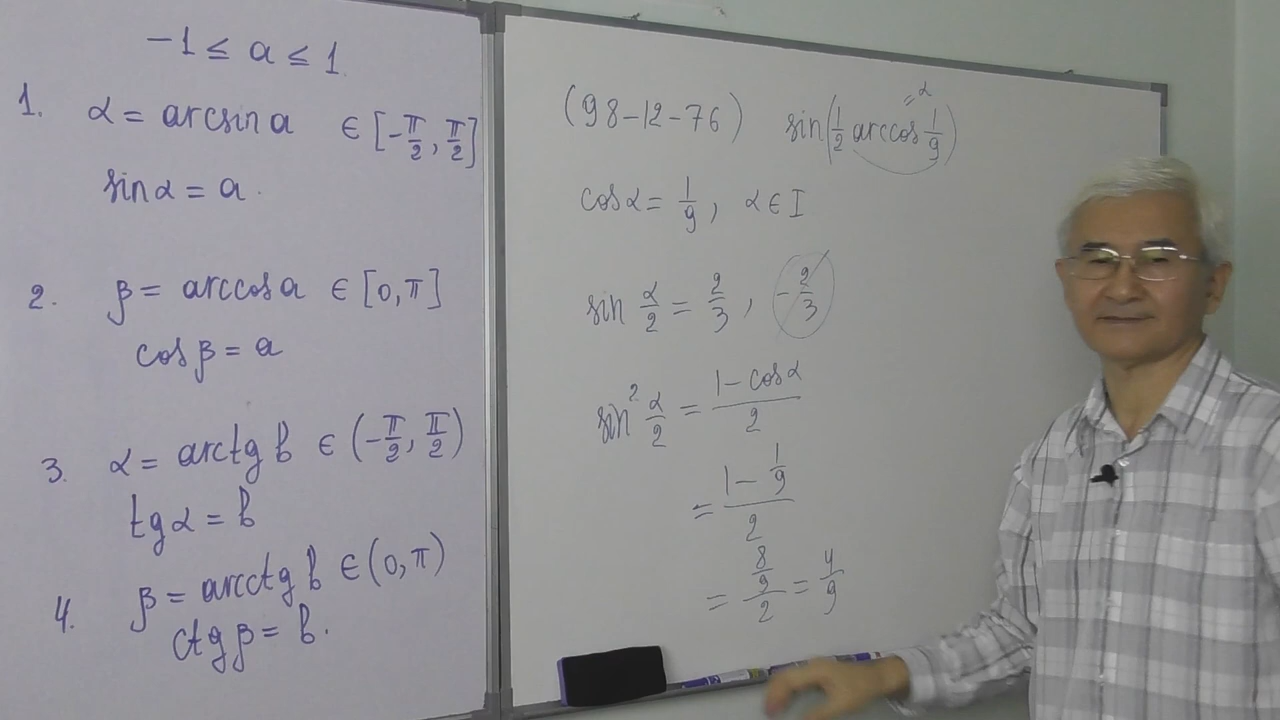 -1 ≤ a ≤ 1.
1. α = arcsin a ∈ [-π/2, π/2]
sin α = a.
2. β = arccos a ∈ [0, π]
cos β = a
3. α = arctg b ∈ (-π/2, π/2)
tg α = b
4. β = arcctg b ∈ (0, π)
ctg β = b.
(98-12-76) sin(1/2 arccos 1/9)
= α
cos α = 1/9, α ∈ I
sin α/2 = 2/3, -2/3
sin² α/2 = (1 - cos α)/2
= (1 - 1/9)/2
= (8/9)/2 = 4/9